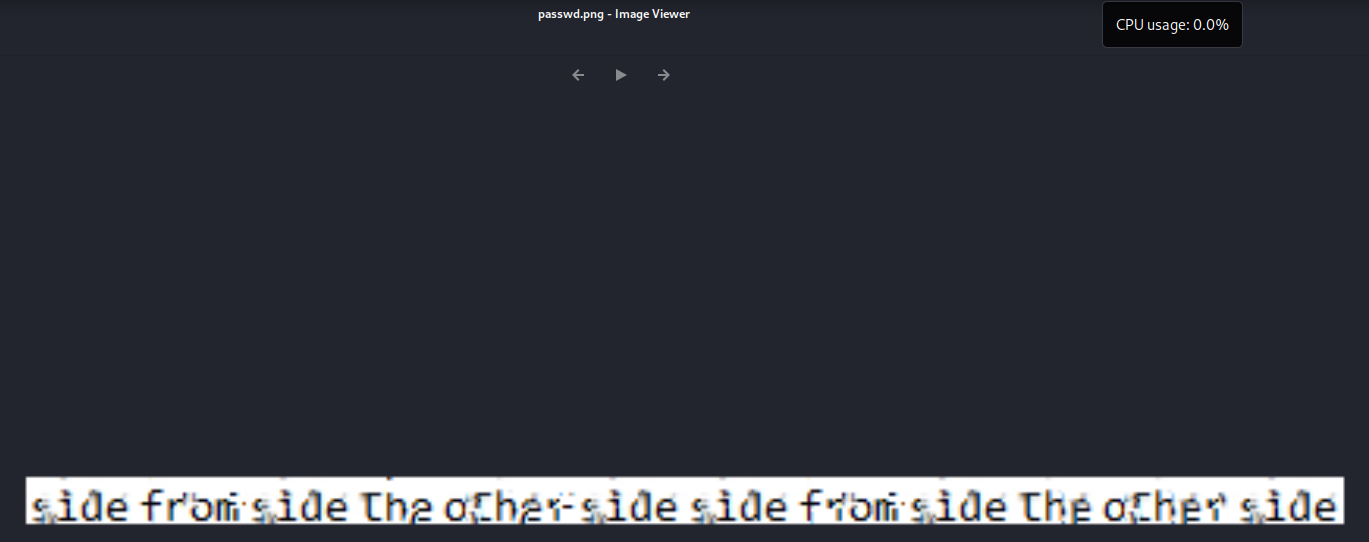 passwd.png - Image Viewer
CPU usage: 0.0%
side from side The other side side from side The other side